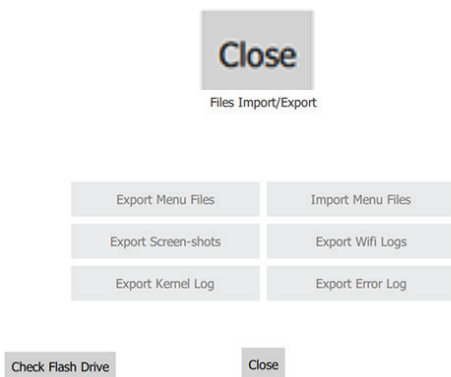 Close
Files Import/Export
Export Menu Files Import Menu Files
Export Screen-shots Export Wifi Logs
Export Kernel Log Export Error Log
Check Flash Drive Close